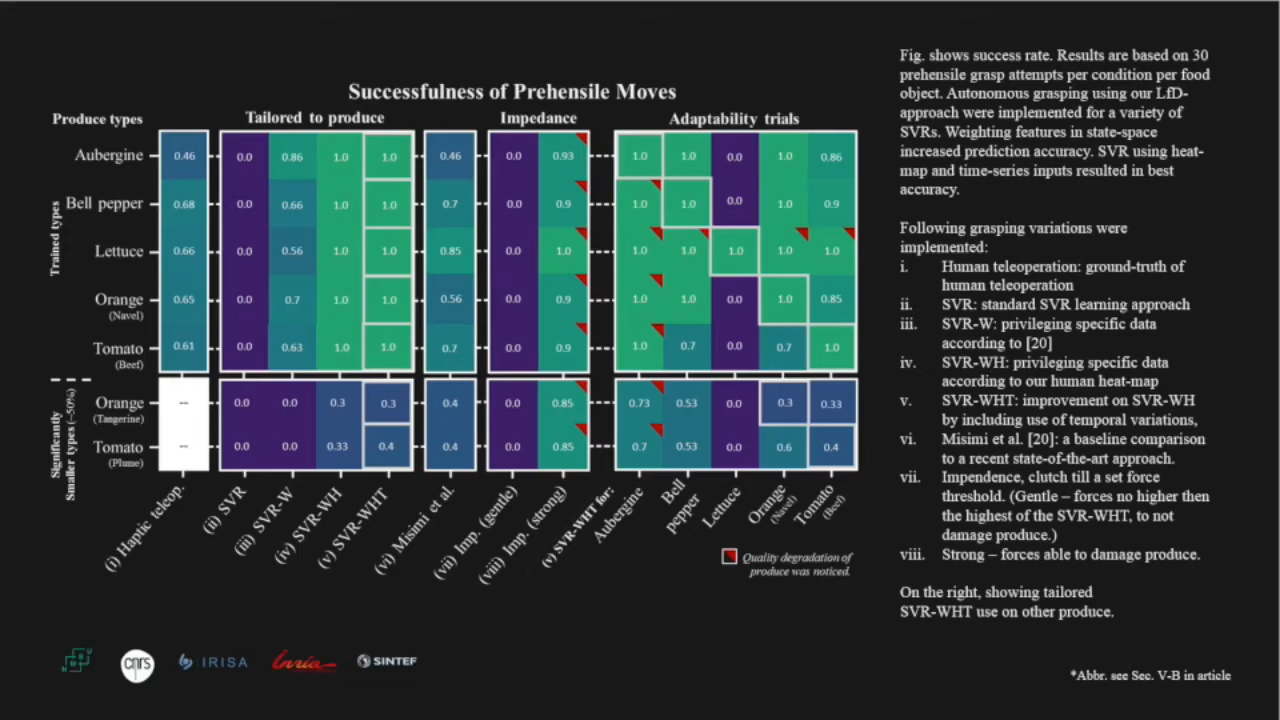 Successfulness of Prehensile Moves
Produce types
Tailored to produce
Impedance
Adaptability trials
Trained types
Aubergine 0.46 0.0 0.86 1.0 1.0 0.46 0.0 0.93 1.0 1.0 0.0 1.0 0.86
Bell pepper 0.68 0.0 0.66 1.0 1.0 0.7 0.0 0.9 1.0 1.0 0.0 1.0 0.9
Lettuce 0.66 0.0 0.56 1.0 1.0 0.85 0.0 1.0 1.0 1.0 1.0 1.0 1.0
Orange 0.65 0.0 0.7 1.0 1.0 0.56 0.0 0.9 1.0 1.0 0.0 1.0 0.85
(Navel)
Tomato 0.61 0.0 0.63 1.0 1.0 0.7 0.0 0.9 1.0 0.7 0.0 0.7 1.0
(Beef)
Significantly
Smaller types (~50%)
Orange -- 0.0 0.0 0.3 0.3 0.4 0.0 0.85 0.73 0.53 0.0 0.3 0.33
(Tangerine)
Tomato -- 0.0 0.0 0.33 0.4 0.4 0.0 0.85 0.7 0.53 0.0 0.6 0.4
(Plume)
(i) Haptic teleop.
(ii) SVR
(iii) SVR-W
(iv) SVR-WH
(v) SVR-WHT
(vi) Misimi et al.
(vii) Imp. (gentle)
(viii) Imp. (strong)
(v) SVR-WHT for:
Aubergine
Bell
pepper
Lettuce
Orange
(Navel)
Tomato
(Beef)
Quality degradation of
produce was noticed.
Fig. shows success rate. Results are based on 30
prehensile grasp attempts per condition per food
object. Autonomous grasping using our LfD-
approach were implemented for a variety of
SVRs. Weighting features in state-space
increased prediction accuracy. SVR using heat-
map and time-series inputs resulted in best
accuracy.
Following grasping variations were
implemented:
i. Human teleoperation: ground-truth of
human teleoperation
ii. SVR: standard SVR learning approach
iii. SVR-W: privileging specific data
according to [20]
iv. SVR-WH: privileging specific data
according to our human heat-map
v. SVR-WHT: improvement on SVR-WH
by including use of temporal variations,
vi. Misimi et al. [20]: a baseline comparison
to a recent state-of-the-art approach.
vii. Impendence, clutch till a set force
threshold. (Gentle – forces no higher then
the highest of the SVR-WHT, to not
damage produce.)
viii. Strong – forces able to damage produce.
On the right, showing tailored
SVR-WHT use on other produce.
NMBU
cnrs
IRISA
Inria
SINTEF
*Abbr. see Sec. V-B in article